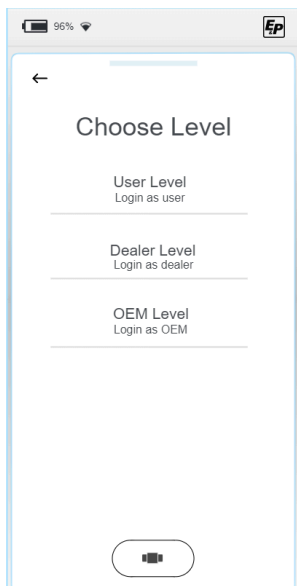 96%
EP
Choose Level
User Level
Login as user
Dealer Level
Login as dealer
OEM Level
Login as OEM